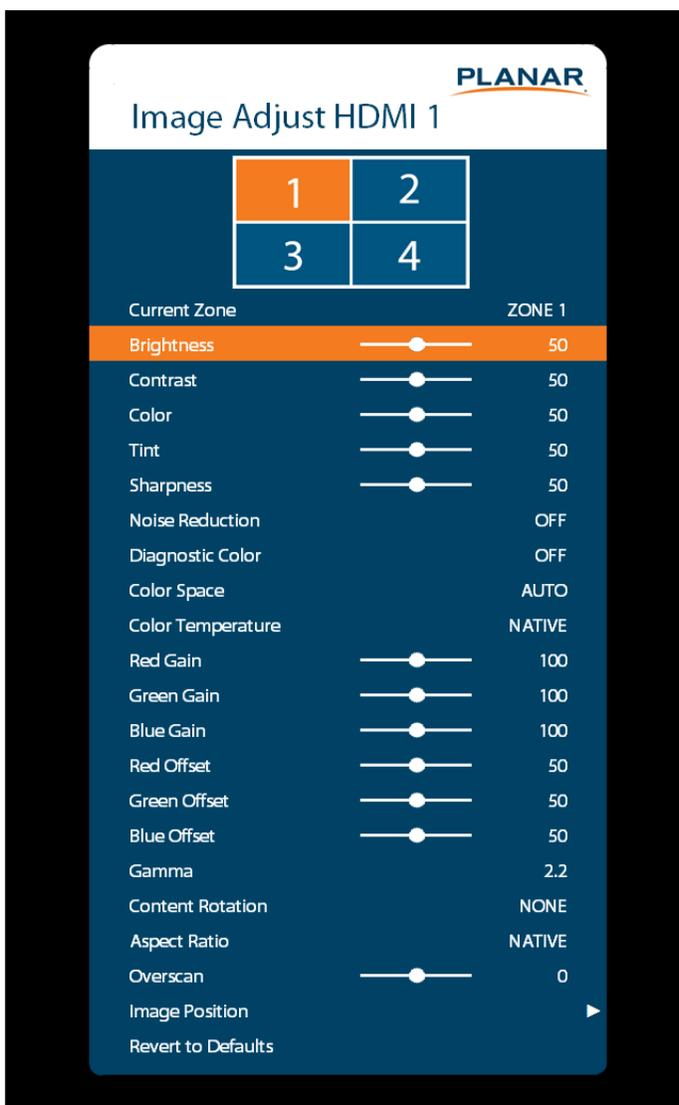 PLANAR
Image Adjust HDMI 1
1 2
3 4
Current Zone ZONE 1
Brightness 50
Contrast 50
Color 50
Tint 50
Sharpness 50
Noise Reduction OFF
Diagnostic Color OFF
Color Space AUTO
Color Temperature NATIVE
Red Gain 100
Green Gain 100
Blue Gain 100
Red Offset 50
Green Offset 50
Blue Offset 50
Gamma 2.2
Content Rotation NONE
Aspect Ratio NATIVE
Overscan 0
Image Position
Revert to Defaults